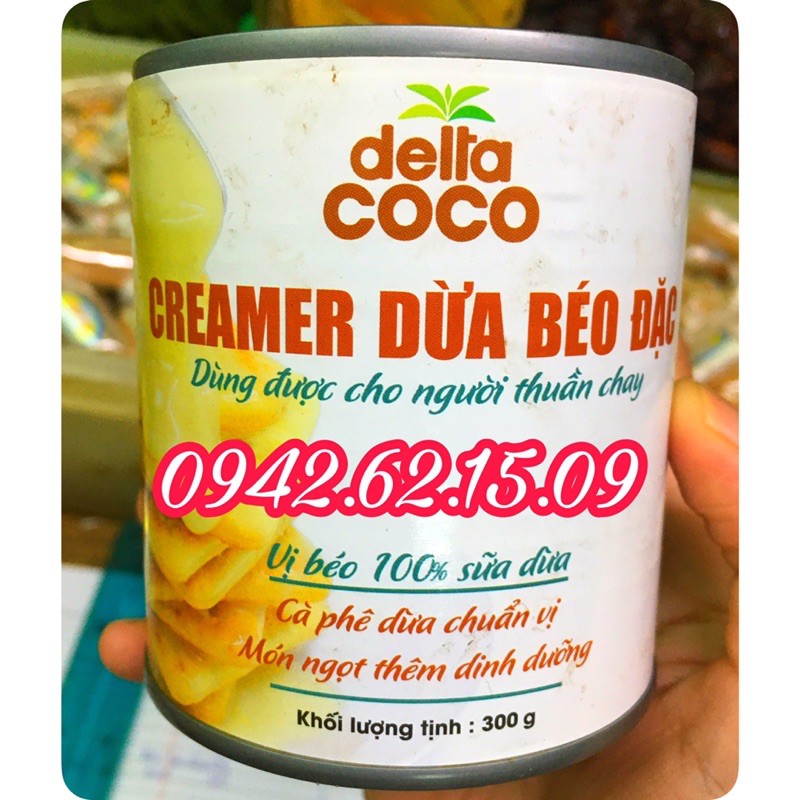 delta
coco
CREAMER DỪA BÉO ĐẶC
Dùng được cho người thuần chay
0942.62.15.09
Vị béo 100% sữa dừa
Cà phê dừa chuẩn vị
Món ngọt thêm dinh dưỡng
Khối lượng tịnh : 300 g